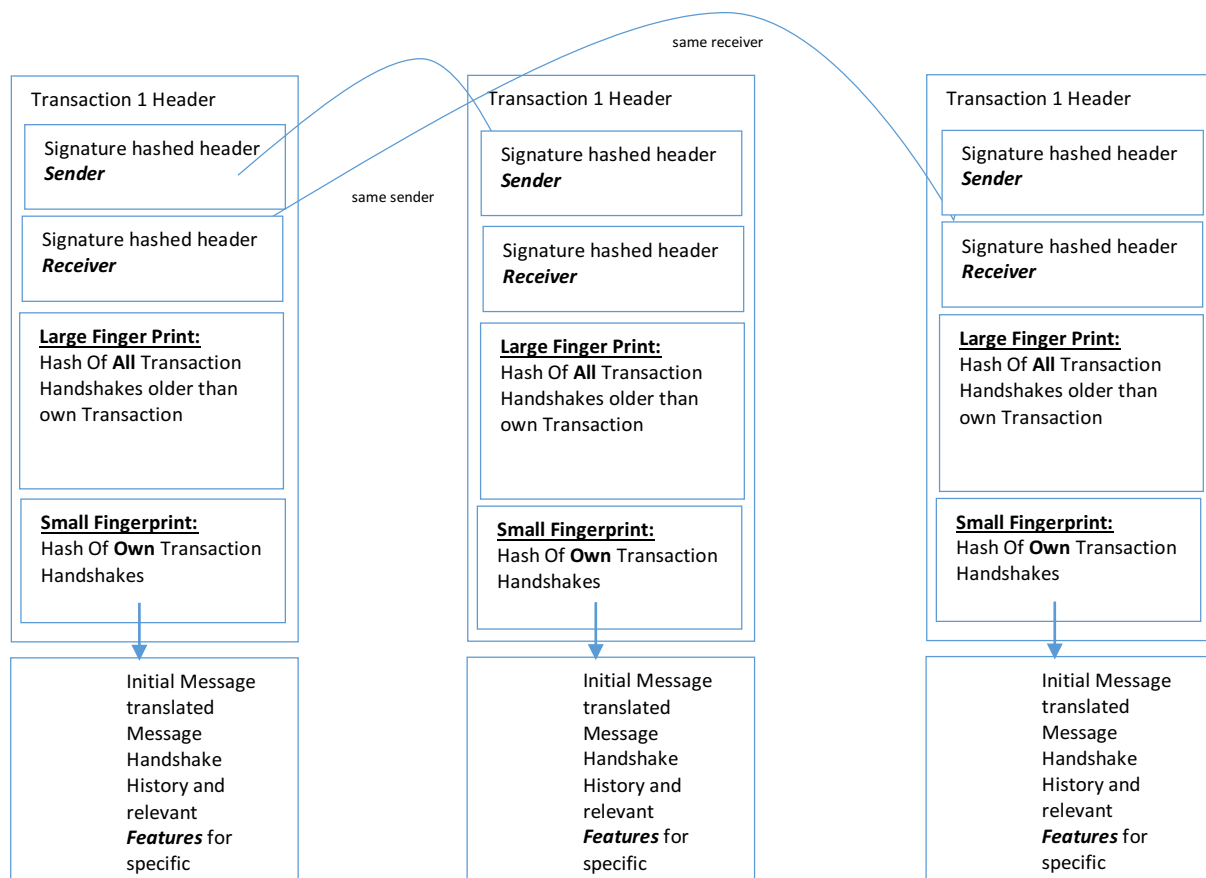 same receiver
same sender
Transaction 1 Header
Signature hashed header
Sender
Signature hashed header
Receiver
Large Finger Print:
Hash Of All Transaction
Handshakes older than
own Transaction
Small Fingerprint:
Hash Of Own Transaction
Handshakes
Initial Message
translated
Message
Handshake
History and
relevant
Features for
specific
Transaction 1 Header
Signature hashed header
Sender
Signature hashed header
Receiver
Large Finger Print:
Hash Of All Transaction
Handshakes older than
own Transaction
Small Fingerprint:
Hash Of Own Transaction
Handshakes
Initial Message
translated
Message
Handshake
History and
relevant
Features for
specific
Transaction 1 Header
Signature hashed header
Sender
Signature hashed header
Receiver
Large Finger Print:
Hash Of All Transaction
Handshakes older than
own Transaction
Small Fingerprint:
Hash Of Own Transaction
Handshakes
Initial Message
translated
Message
Handshake
History and
relevant
Features for
specific